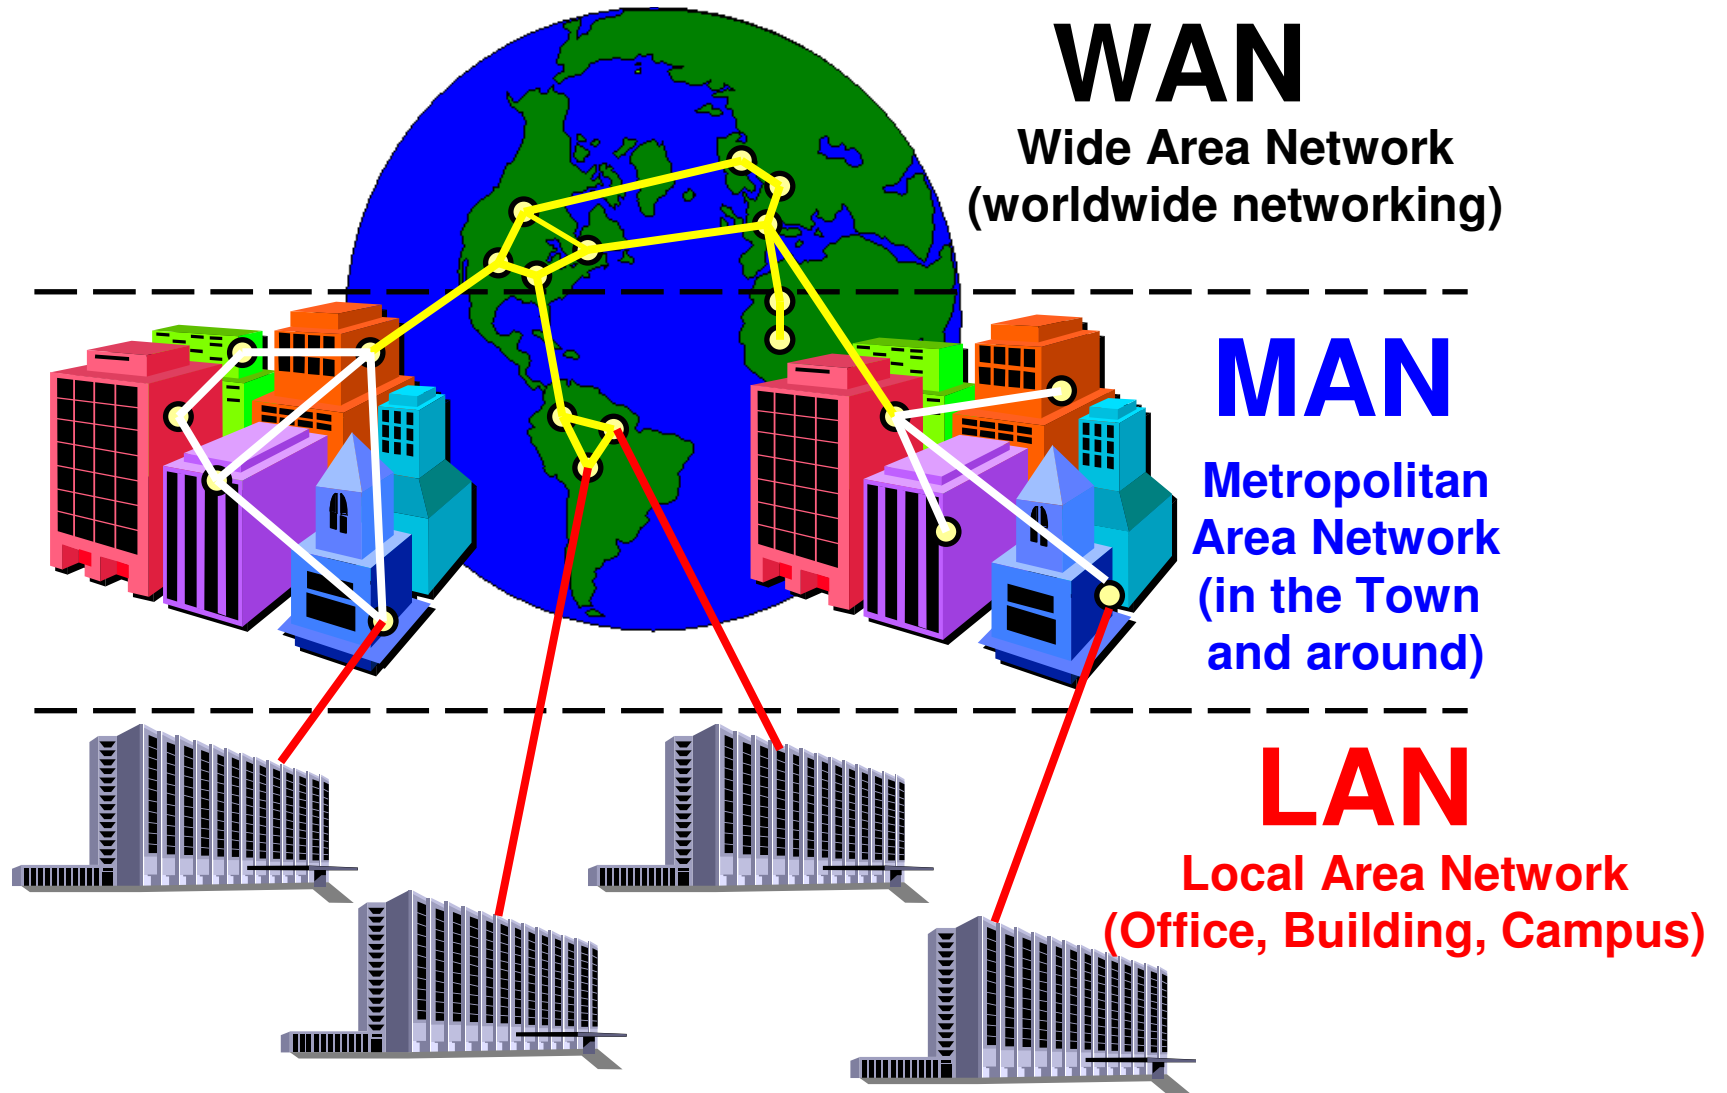 WAN
Wide Area Network
(worldwide networking)
MAN
Metropolitan
Area Network
(in the Town
and around)
LAN
Local Area Network
(Office, Building, Campus)